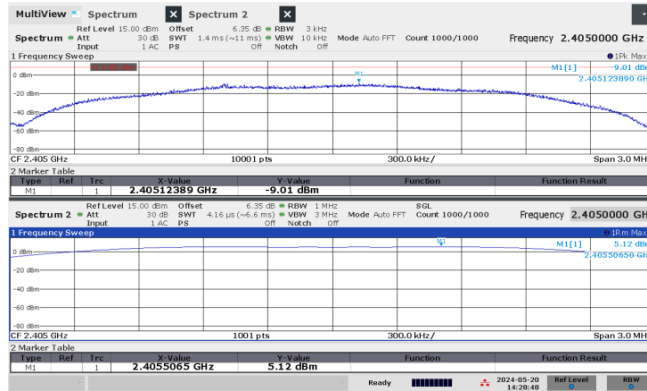 MultiView Spectrum Spectrum 2
Ref Level 15.00 dBm Offset 6.35 dB RBW 3 kHz
Spectrum Att 30 dB SWT 1.4 ms (~11 ms) VBW 10 kHz Mode Auto FFT Count 1000/1000 Frequency 2.4050000 GHz
Input 1 AC PS Off Notch Off
1 Frequency Sweep 1Pk Max
M1[1] -9.01 dBm
2.405123890 GHz
0 dBm
M1
-20 dBm
-40 dBm
-60 dBm
-80 dBm
CF 2.405 GHz 10001 pts 300.0 kHz/ Span 3.0 MHz
2 Marker Table
Type Ref Trc X-Value Y-Value Function Function Result
M1 1 2.40512389 GHz -9.01 dBm
Ref Level 15.00 dBm Offset 6.35 dB RBW 1 MHz SGL
Spectrum 2 Att 30 dB SWT 4.16 µs (~6.6 ms) VBW 3 MHz Mode Auto FFT Count 1000/1000 Frequency 2.4050000 GH
Input 1 AC PS Off Notch Off
1 Frequency Sweep 1Rm Max
M1[1] 5.12 dBm
2.40550650 GHz
M1
0 dBm
-20 dBm
-40 dBm
-60 dBm
-80 dBm
CF 2.405 GHz 1001 pts 300.0 kHz/ Span 3.0 MH
2 Marker Table
Type Ref Trc X-Value Y-Value Function Function Result
M1 1 2.4055065 GHz 5.12 dBm
Ready 2024-05-20 Ref Level RBW
14:20:40